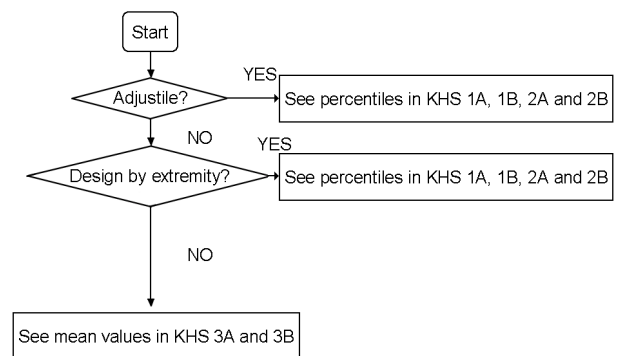 Start
YES
Adjustile?
See percentiles in KHS 1A, 1B, 2A and 2B
NO
YES
Design by extremity?
See percentiles in KHS 1A, 1B, 2A and 2B
NO
See mean values in KHS 3A and 3B